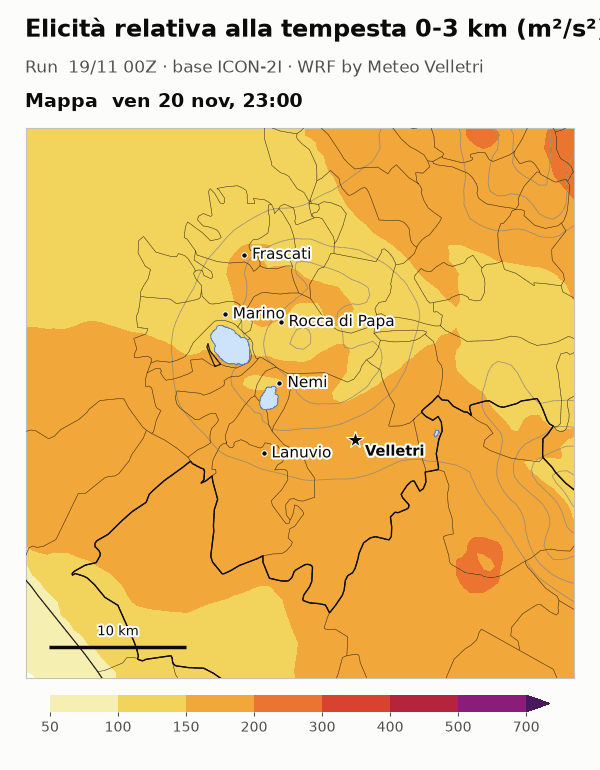 Elicità relativa alla tempesta 0-3 km (m²/s²)
Run  19/11 00Z · base ICON-2I · WRF by Meteo Velletri
Mappa  ven 20 nov, 23:00
Frascati
Marino
Rocca di Papa
Nemi
Velletri
Lanuvio
10 km
50 100 150 200 300 400 500 700